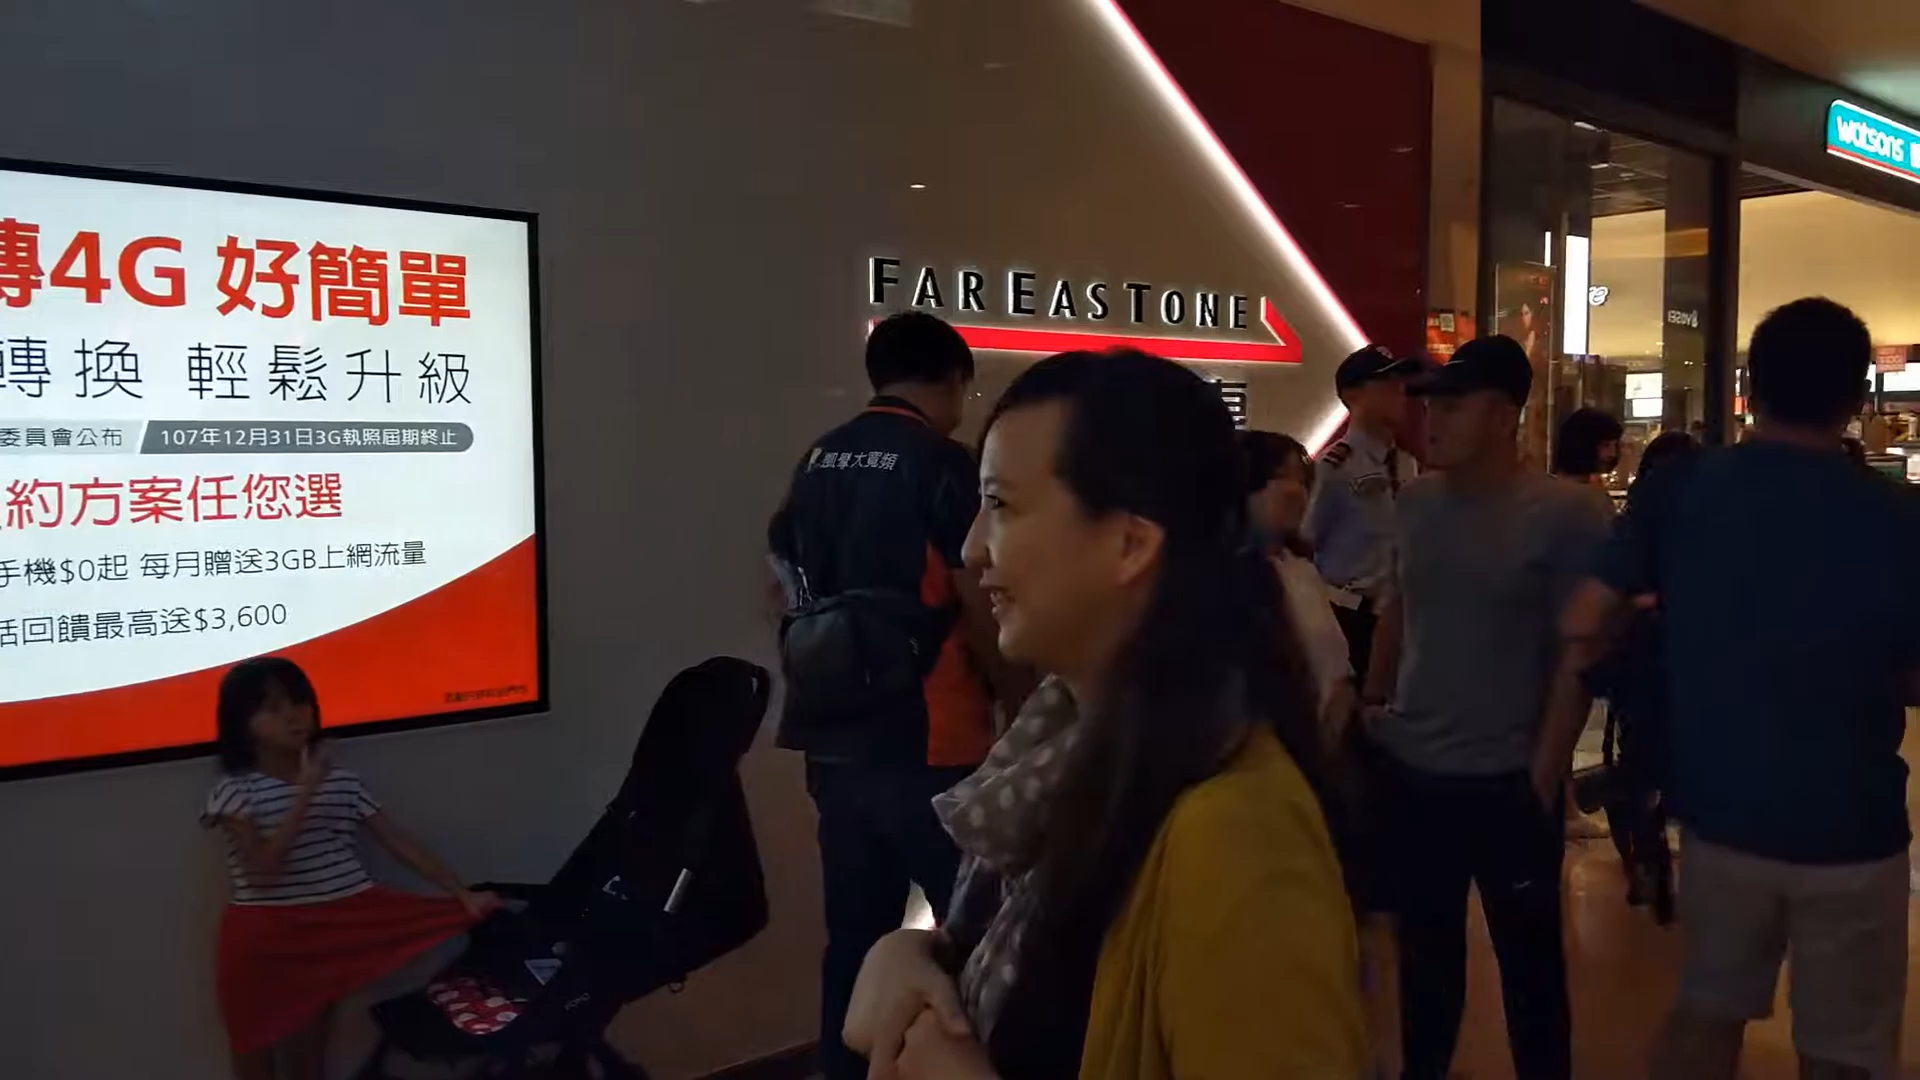 轉4G 好簡單
轉換 輕鬆升級
委員會公布 107年12月31日3G執照屆期終止
約方案任您選
手機$0起 每月贈送3GB上網流量
話回饋最高送$3,600
FAREASTONE
凱擘大寬頻
watsons
YOYO